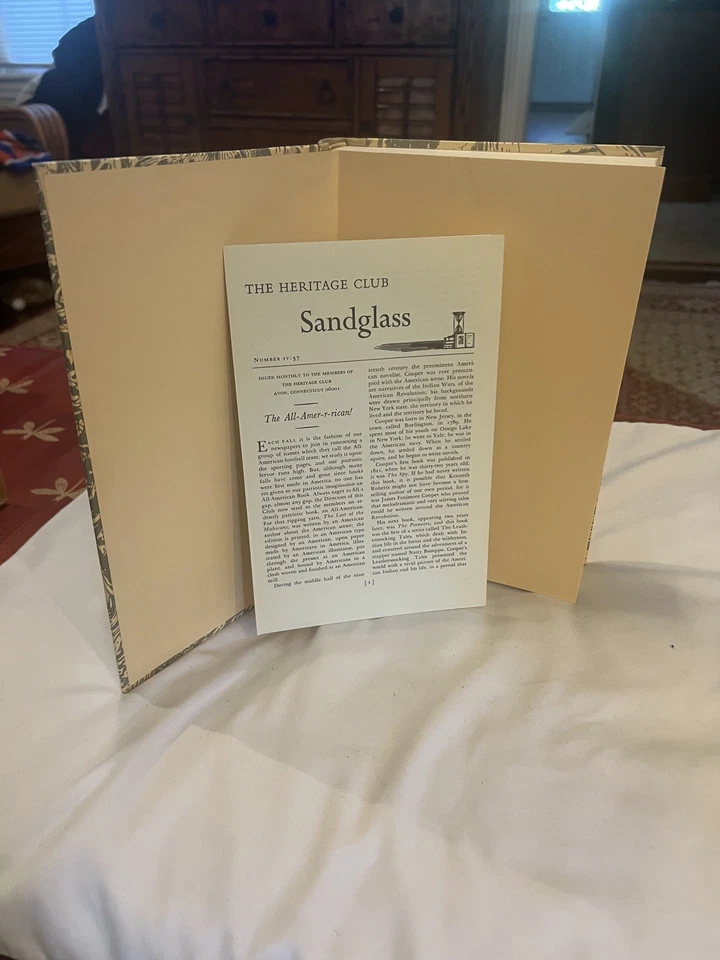 THE HERITAGE CLUB
Sandglass
NUMBER IV:37
ISSUED MONTHLY TO THE MEMBERS OF
THE HERITAGE CLUB
AVON, CONNECTICUT 06001
The All-Amer-r-rican!
EACH FALL it is the fashion of our
newspapers to join in concocting a
group of names which they call the All-
American football team; we study it upon
the sporting pages, and our patriotic
fervor runs high. But, although many
falls have come and gone since books
were first made in America, no one has
yet given to our patriotic imagination an
All-American Book. Always eager to fill a
gap, almost any gap, the Directors of this
Club now send to the members an ar-
dently patriotic book, an All-American.
For that ripping yarn, The Last of the
Mohicans, was written by an American
author about the American scene; the
edition is printed, in an American type
designed by an American, upon paper
made by Americans in America, illus-
trated by an American illustrator, put
through the presses at an American
plant, and bound by Americans in a
cloth woven and finished at an American
mill.
During the middle half of the nine-
teenth century the preeminent Ameri-
can novelist, Cooper was ever preoccu-
pied with the American scene. His novels
are narratives of the Indian Wars, of the
American Revolution; his backgrounds
were drawn principally from northern
New York state, the territory in which he
lived and the territory he loved.
Cooper was born in New Jersey, in the
town called Burlington, in 1789. He
spent most of his youth on Otsego Lake
in New York; he went to Yale; he was in
the American navy. When he settled
down, he settled down as a country
squire, and he began to write novels.
Cooper's first book was published in
1821, when he was thirty-two years old;
it was The Spy. If he had never written
this book, it is possible that Kenneth
Roberts might not have become a best-
selling author of our own period, for it
was James Fenimore Cooper who proved
that melodramatic and very stirring tales
could be written around the American
Revolution.
His next book, appearing two years
later, was The Pioneers; and this book
was the first of a series called The Leath-
erstocking Tales, which dealt with In-
dian life in the forest and the wilderness,
and centered around the adventures of a
trapper named Natty Bumppo. Cooper's
Leatherstocking Tales presented the
world with a vivid picture of the Ameri-
can Indian and his life, in a period that
[1]